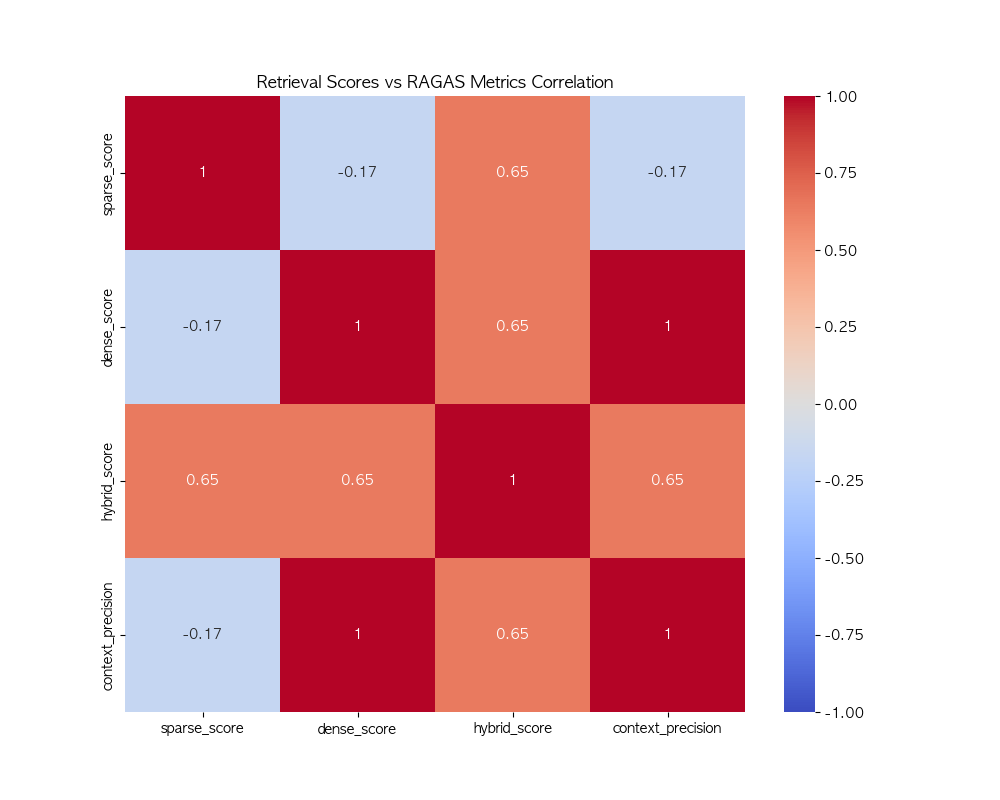 Retrieval Scores vs RAGAS Metrics Correlation
sparse_score
1
-0.17
0.65
-0.17
dense_score
-0.17
1
0.65
1
hybrid_score
0.65
0.65
1
0.65
context_precision
-0.17
1
0.65
1
sparse_score
dense_score
hybrid_score
context_precision
1.00
0.75
0.50
0.25
0.00
-0.25
-0.50
-0.75
-1.00